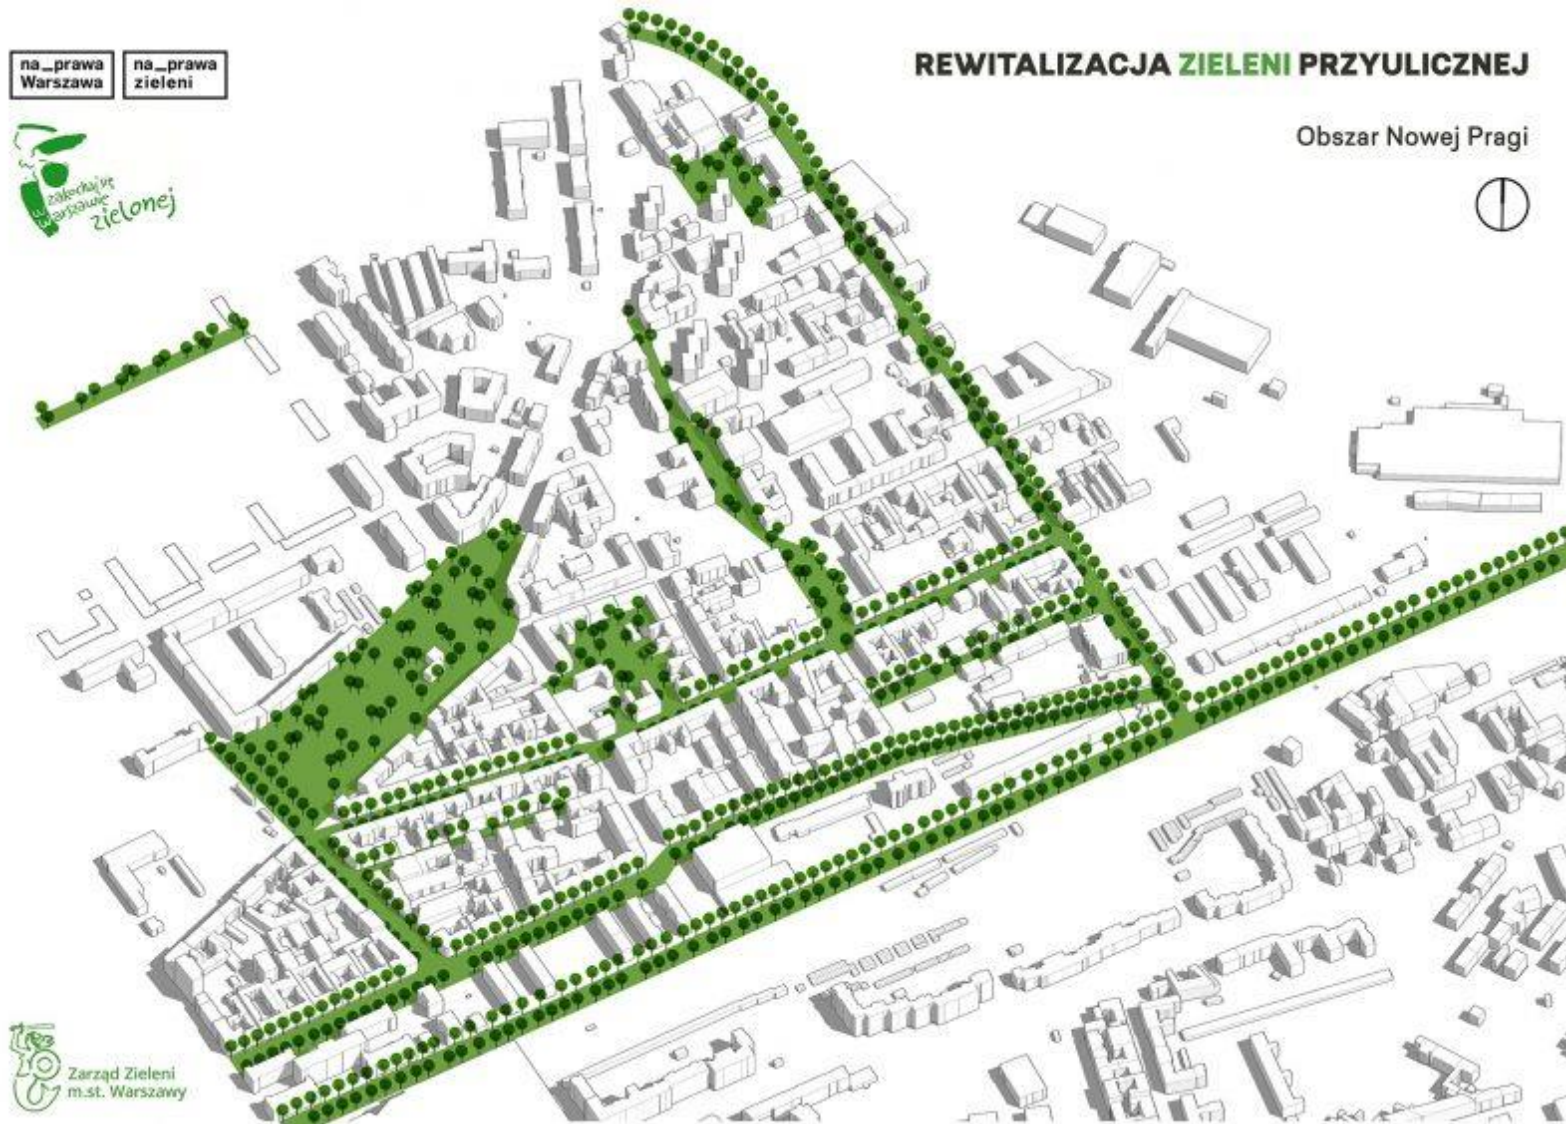 na_prawa
Warszawa
na_prawa
zieleni
REWITALIZACJA ZIELENI PRZYULICZNEJ
Obszar Nowej Pragi
zakochaj się
w Warszawie
zielonej
Zarząd Zieleni
m.st. Warszawy